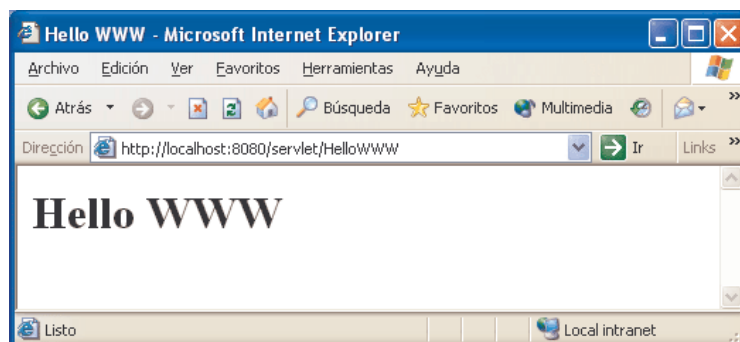 Hello WWW - Microsoft Internet Explorer
Archivo Edición Ver Favoritos Herramientas Ayuda
Atrás Búsqueda Favoritos Multimedia »
Dirección http://localhost:8080/servlet/HelloWWW Ir Links »
Hello WWW
Listo Local intranet